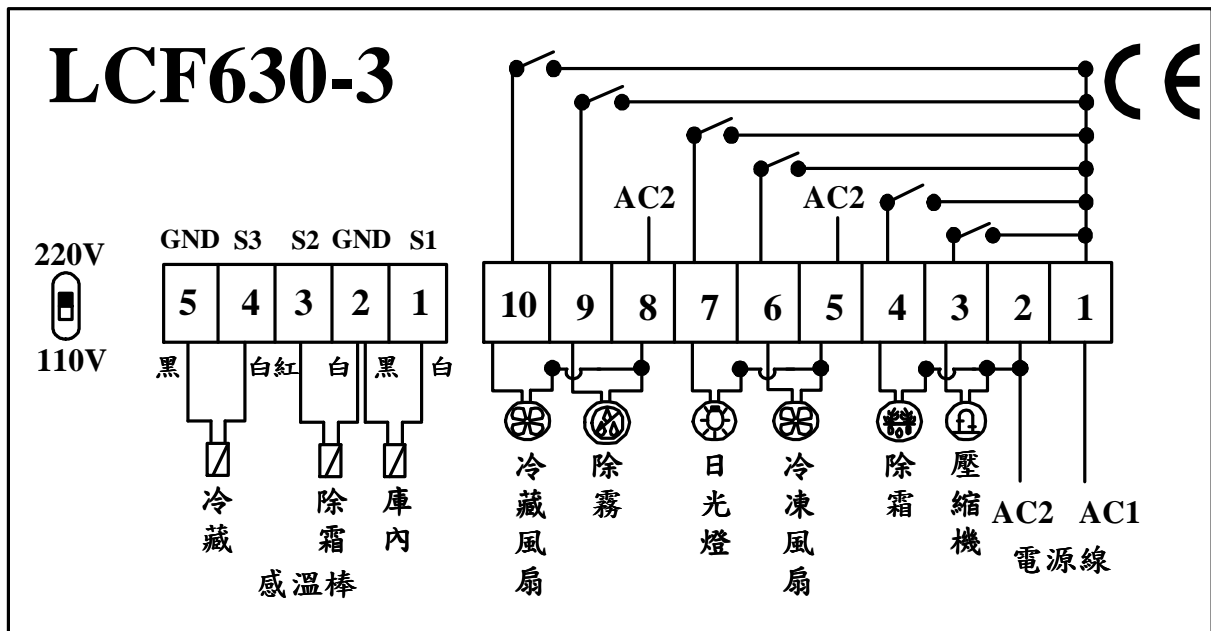 LCF630-3
CE
AC2 AC2
GND S3 S2 GND S1
220V
110V
5 4 3 2 1
10 9 8 7 6 5 4 3 2 1
黑 白 紅 白 黑 白
冷藏
除霜
庫內
感溫棒
冷藏風扇
除霧
日光燈
冷凍風扇
除霜
壓縮機
AC2 AC1
電源線